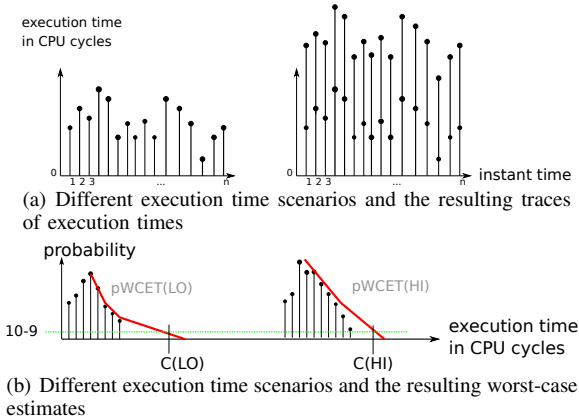 execution time
in CPU cycles
0
1 2 3
...
n
0
1 2 3
...
n
instant time
(a) Different execution time scenarios and the resulting traces
of execution times
probability
pWCET(LO)
pWCET(HI)
10-9
execution time
in CPU cycles
C(LO)
C(HI)
(b) Different execution time scenarios and the resulting worst-case
estimates